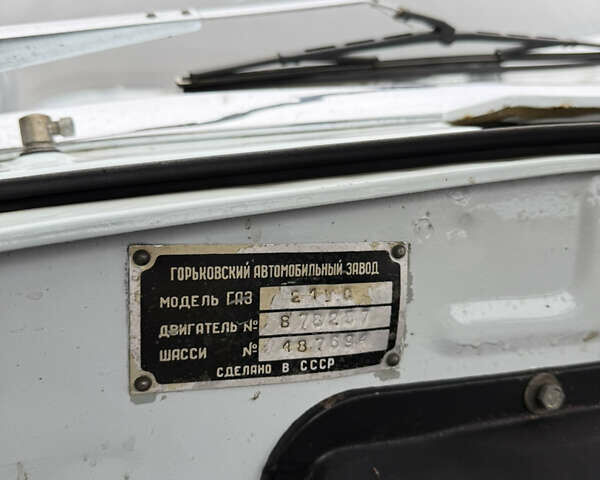 ГОРЬКОВСКИЙ АВТОМОБИЛЬНЫЙ ЗАВОД
МОДЕЛЬ ГАЗ
ДВИГАТЕЛЬ №
ШАССИ №
СДЕЛАНО В СССР